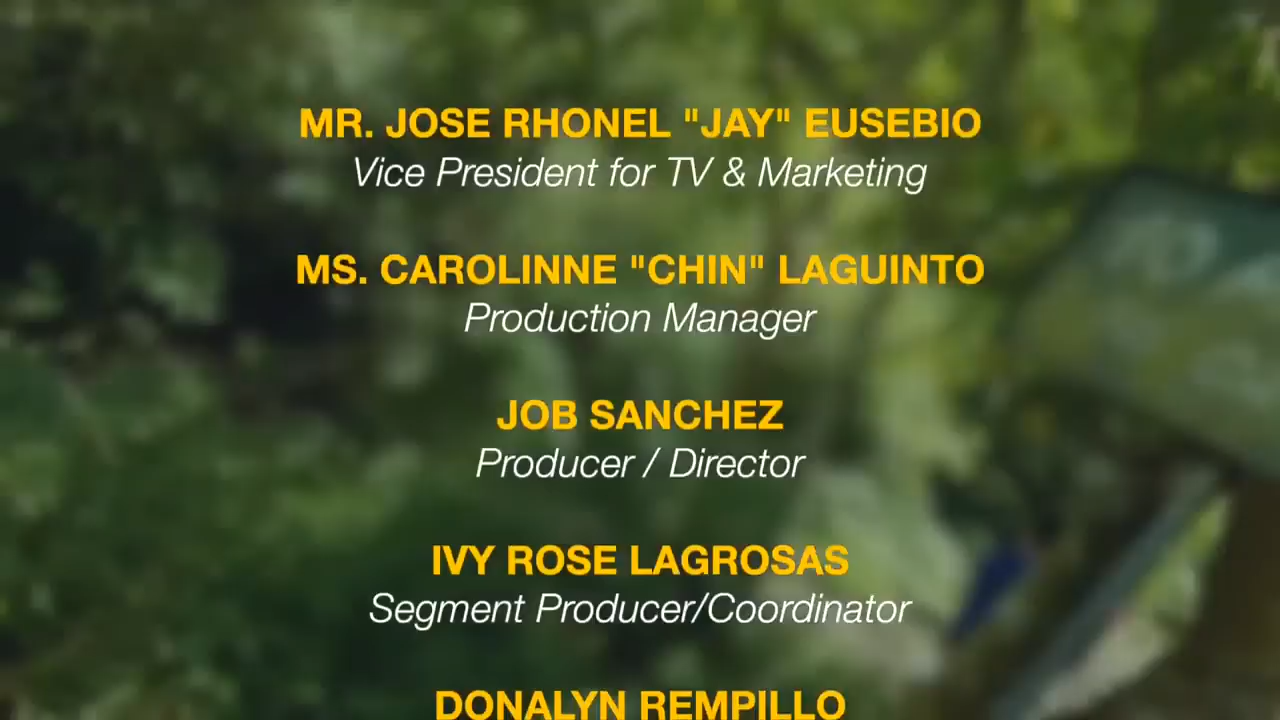 MR. JOSE RHONEL "JAY" EUSEBIO
Vice President for TV & Marketing
MS. CAROLINNE "CHIN" LAGUINTO
Production Manager
JOB SANCHEZ
Producer / Director
IVY ROSE LAGROSAS
Segment Producer/Coordinator
DONALYN REMPILLO